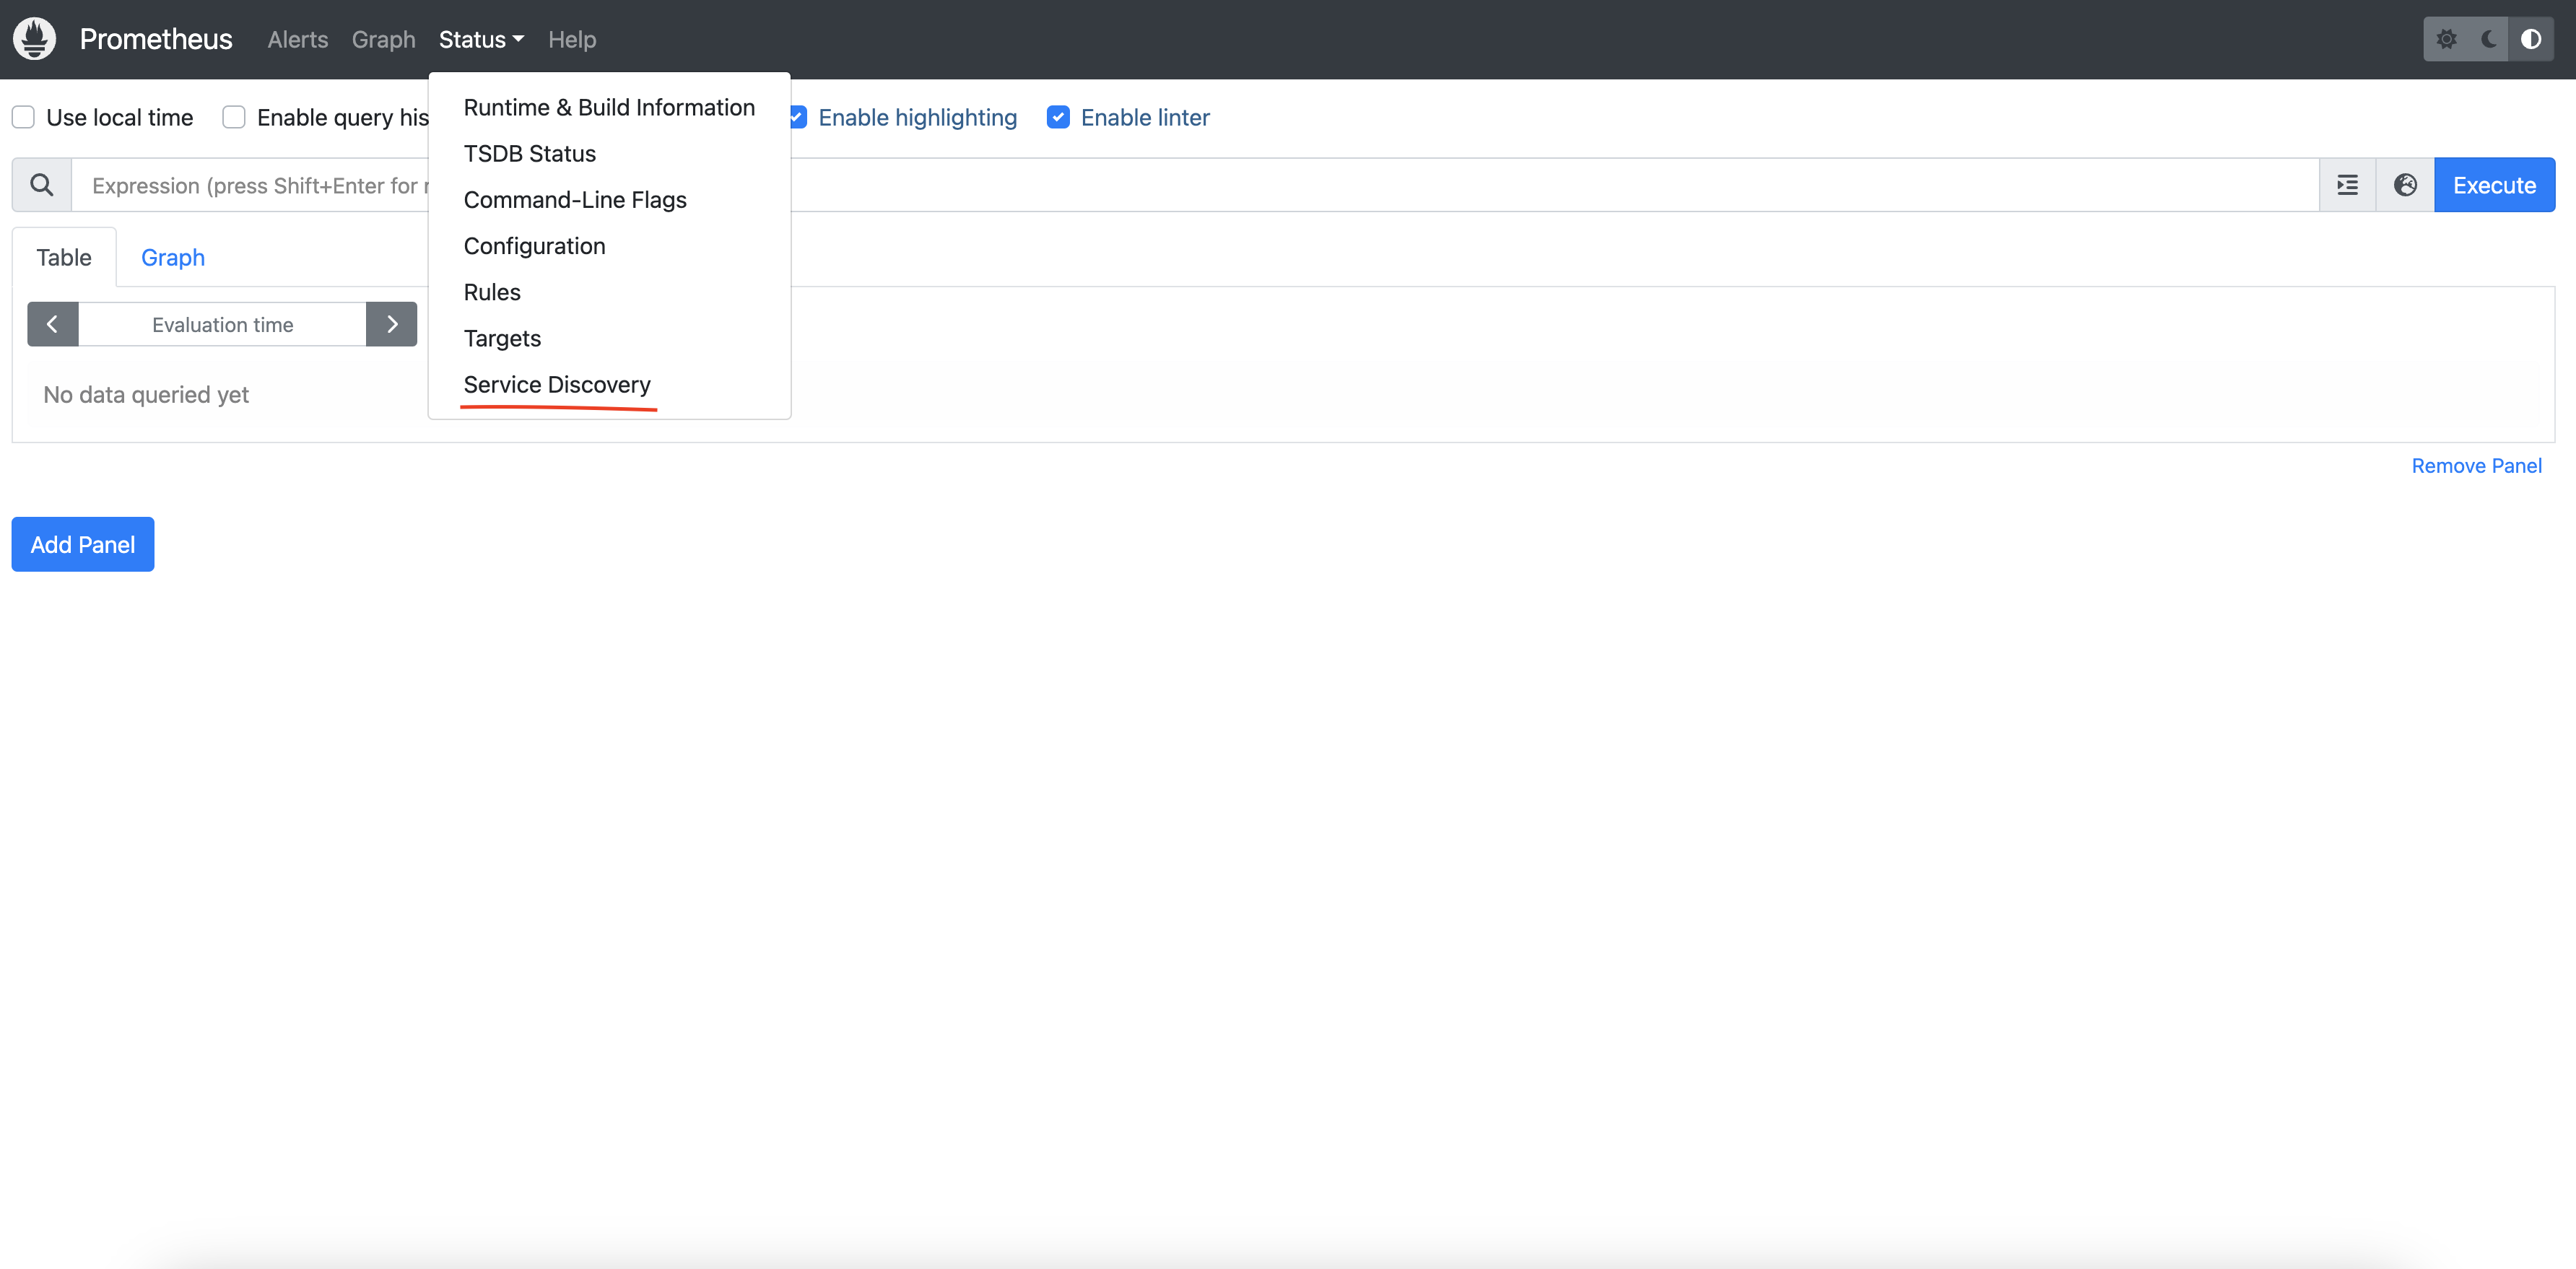 Prometheus Alerts Graph Status Help
Use local time Enable query his Enable highlighting Enable linter
Runtime & Build Information
TSDB Status
Command-Line Flags
Configuration
Rules
Targets
Service Discovery
Expression (press Shift+Enter for Execute
Table Graph
Evaluation time
No data queried yet
Remove Panel
Add Panel